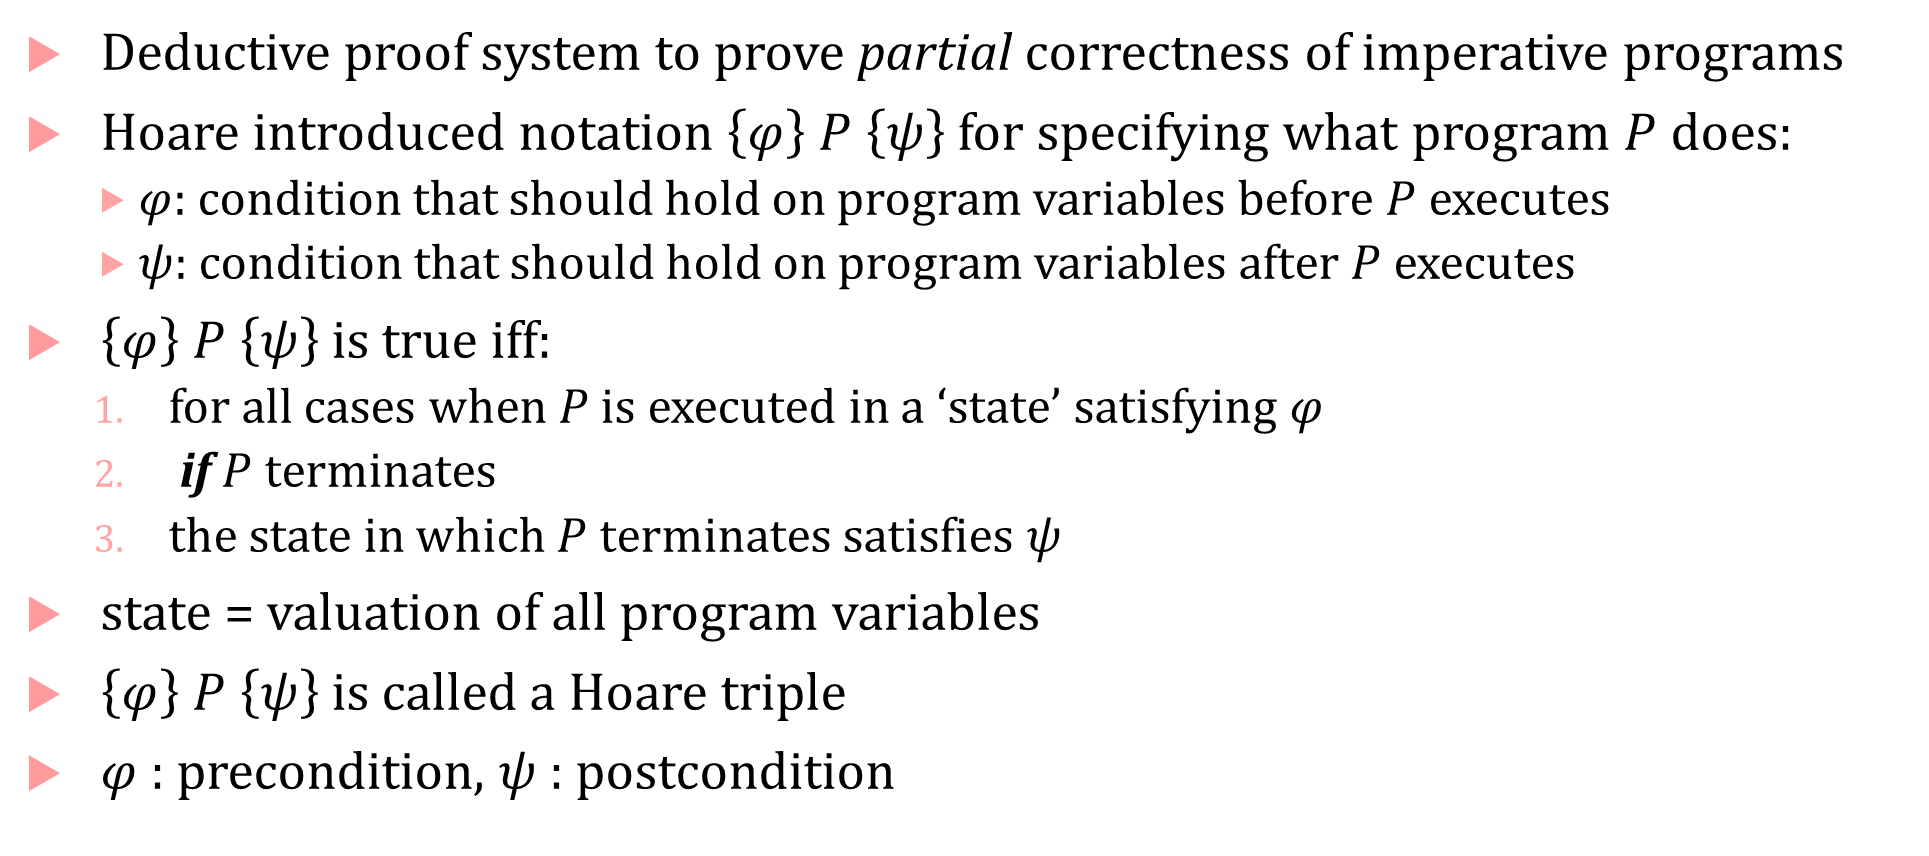 Deductive proof system to prove partial correctness of imperative programs
Hoare introduced notation {φ} P {ψ} for specifying what program P does:
φ: condition that should hold on program variables before P executes
ψ: condition that should hold on program variables after P executes
{φ} P {ψ} is true iff:
1. for all cases when P is executed in a ‘state’ satisfying φ
2. if P terminates
3. the state in which P terminates satisfies ψ
state = valuation of all program variables
{φ} P {ψ} is called a Hoare triple
φ : precondition, ψ : postcondition